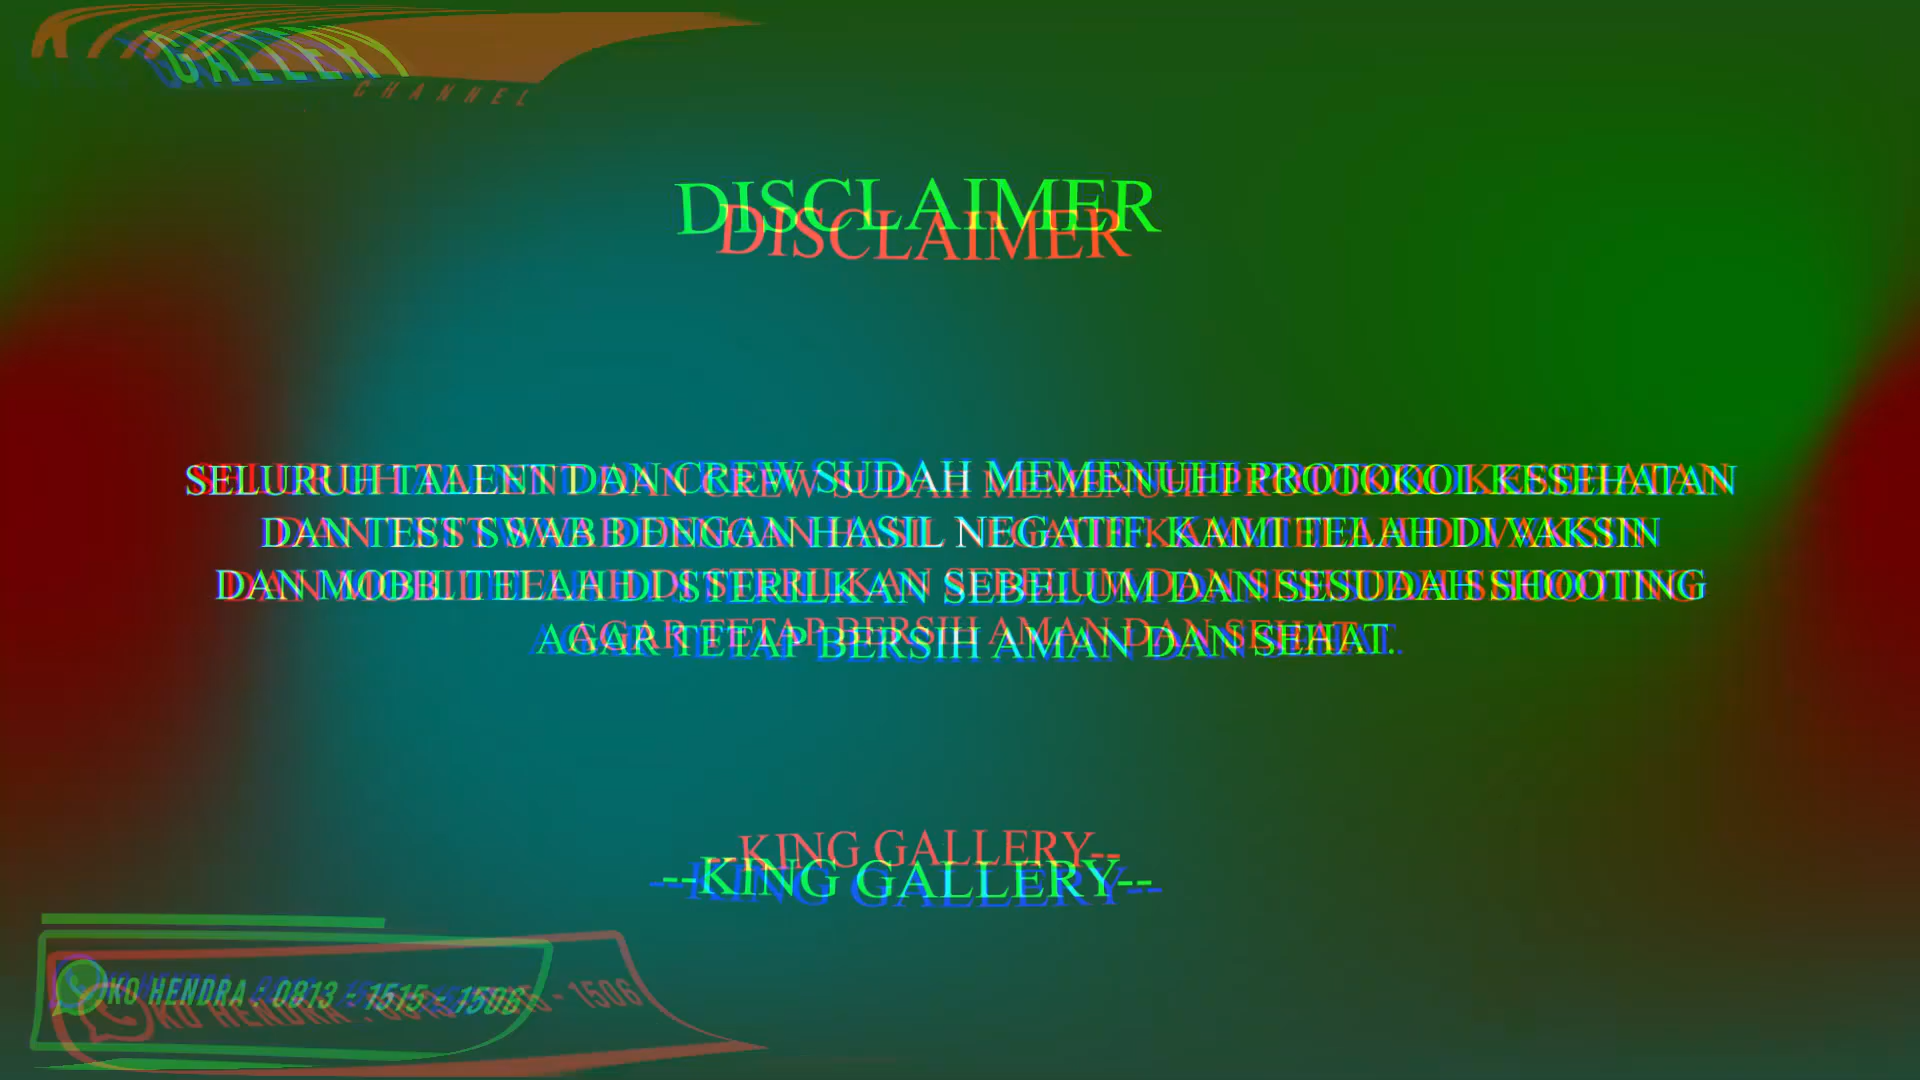 GALLERY
CHANNEL
DISCLAIMER
SELURUH TALENT DAN CREW SUDAH MEMENUHI PROTOKOL KESEHATAN
DAN TEST SWAB DENGAN HASIL NEGATIF. KAMI TELAH DI VAKSIN
DAN MOBIL TELAH DI STERILKAN SEBELUM DAN SESUDAH SHOOTING
AGAR TETAP BERSIH AMAN DAN SEHAT..
--KING GALLERY--
KO HENDRA : 0813 - 1515 - 1506